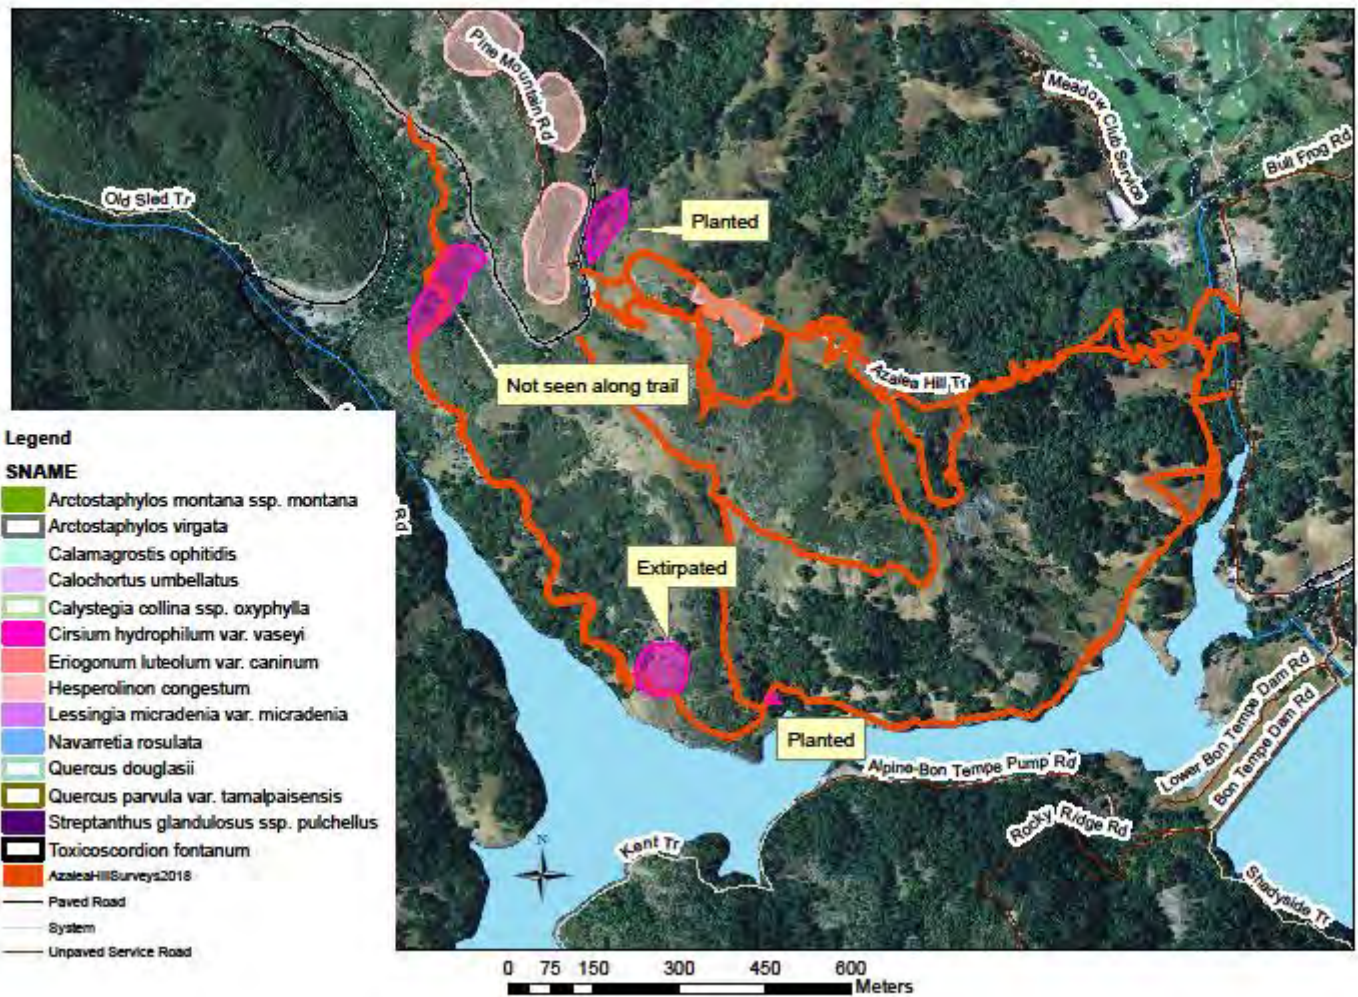 Pine Mountain Rd
Meadow Club Service
Bull Frog Rd
Old Sled Tr
Planted
Azalea Hill Tr
Not seen along trail
Rd
Extirpated
Planted
Alpine-Bon Tempe Pump Rd
Lower Bon Tempe Dam Rd
Bon Tempe Dam Rd
Rocky Ridge Rd
Kent Tr
Shadyside Tr
N
Legend
SNAME
Arctostaphylos montana ssp. montana
Arctostaphylos virgata
Calamagrostis ophitidis
Calochortus umbellatus
Calystegia collina ssp. oxyphylla
Cirsium hydrophilum var. vaseyi
Eriogonum luteolum var. caninum
Hesperolinon congestum
Lessingia micradenia var. micradenia
Navarretia rosulata
Quercus douglasii
Quercus parvula var. tamalpaisensis
Streptanthus glandulosus ssp. pulchellus
Toxicoscordion fontanum
AzaleaHillSurveys2018
Paved Road
System
Unpaved Service Road
0 75 150 300 450 600
Meters